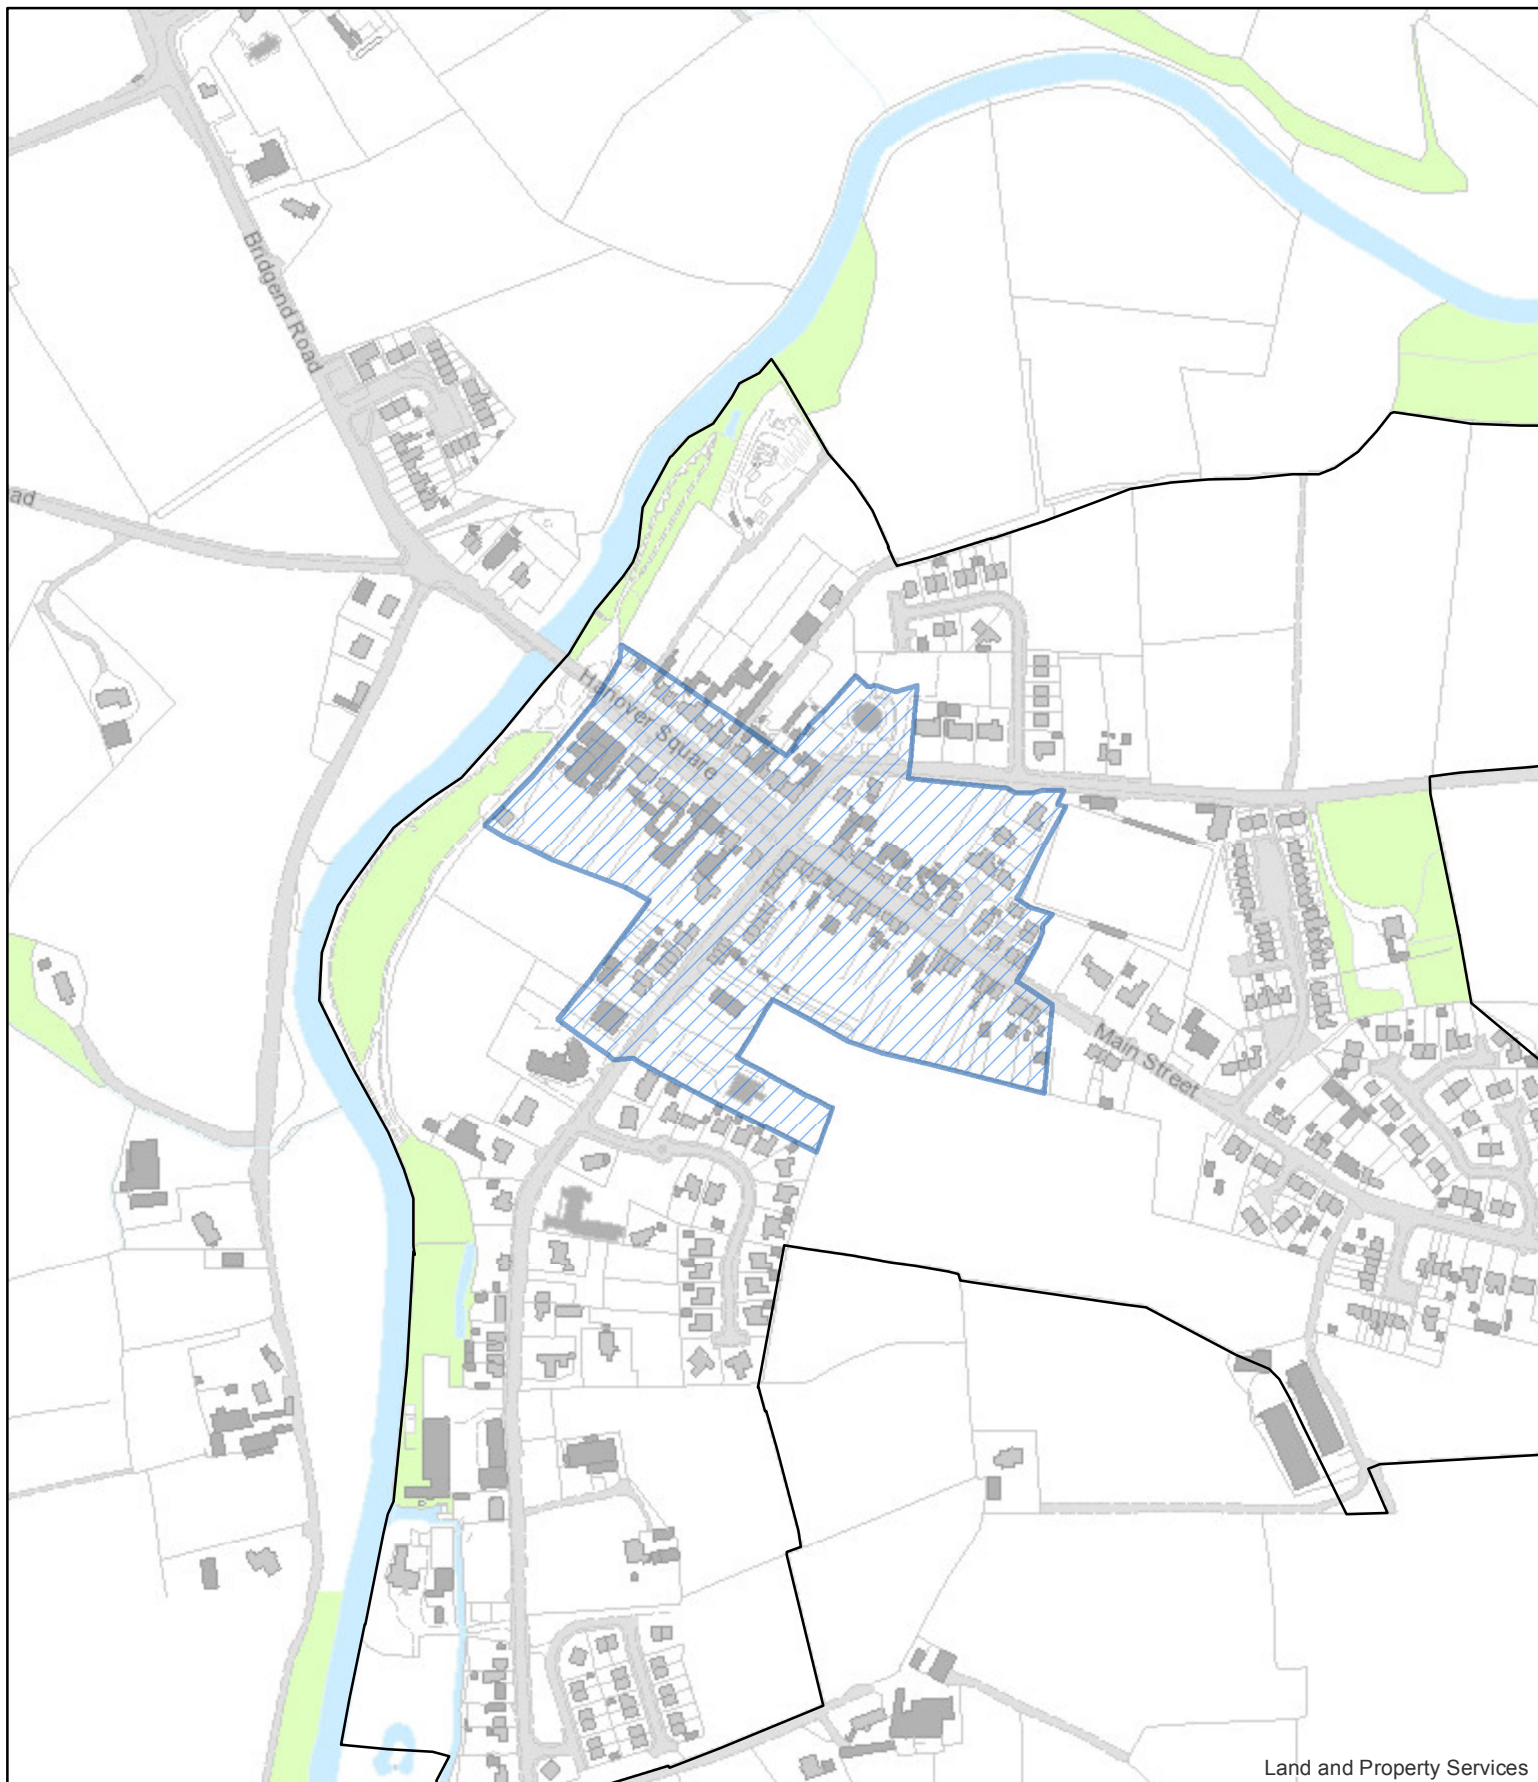 Bridgend Road
ad
Hanover Square
Main Street
Land and Property Services